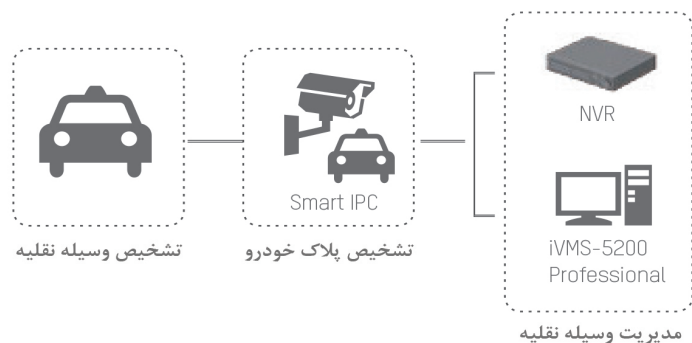 تشخیص وسیله نقلیه
Smart IPC
تشخیص پلاک خودرو
NVR
iVMS-5200
Professional
مدیریت وسیله نقلیه